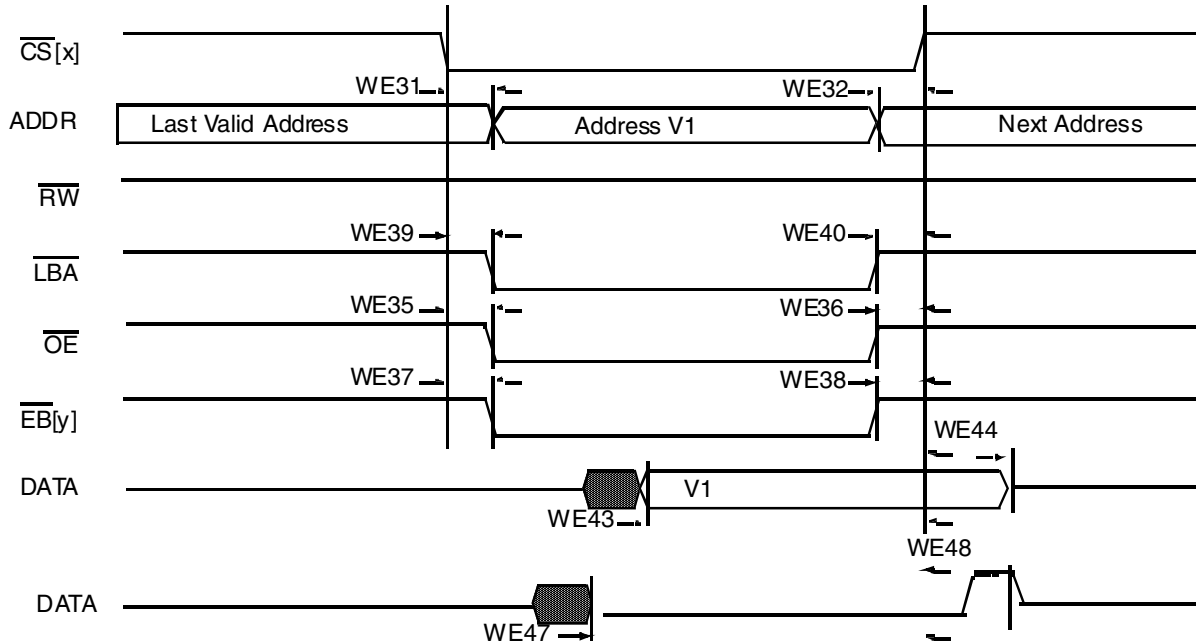 CS[x]
WE31
WE32
ADDR
Last Valid Address
Address V1
Next Address
RW
WE39
WE40
LBA
WE35
WE36
OE
WE37
WE38
EB[y]
WE44
DATA
V1
WE43
WE48
DATA
WE47